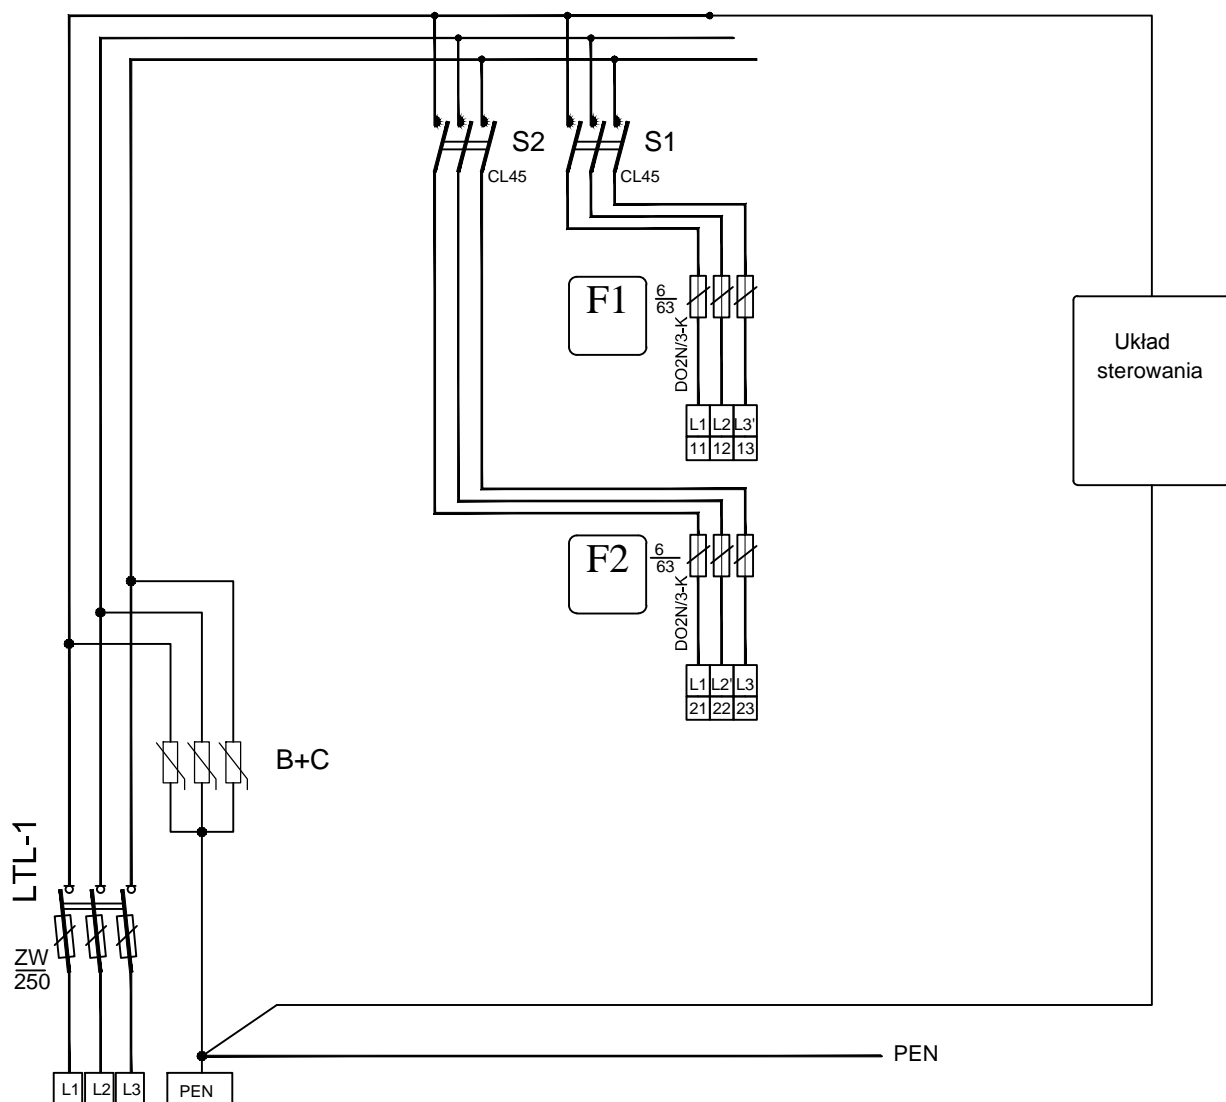 S2
S1
CL45
CL45
F1
6
63
DO2N/3-K
L1 L2 L3'
11 12 13
Układ
sterowania
F2
6
63
DO2N/3-K
L1 L2' L3
21 22 23
B+C
LTL-1
ZW
250
PEN
L1 L2 L3 PEN